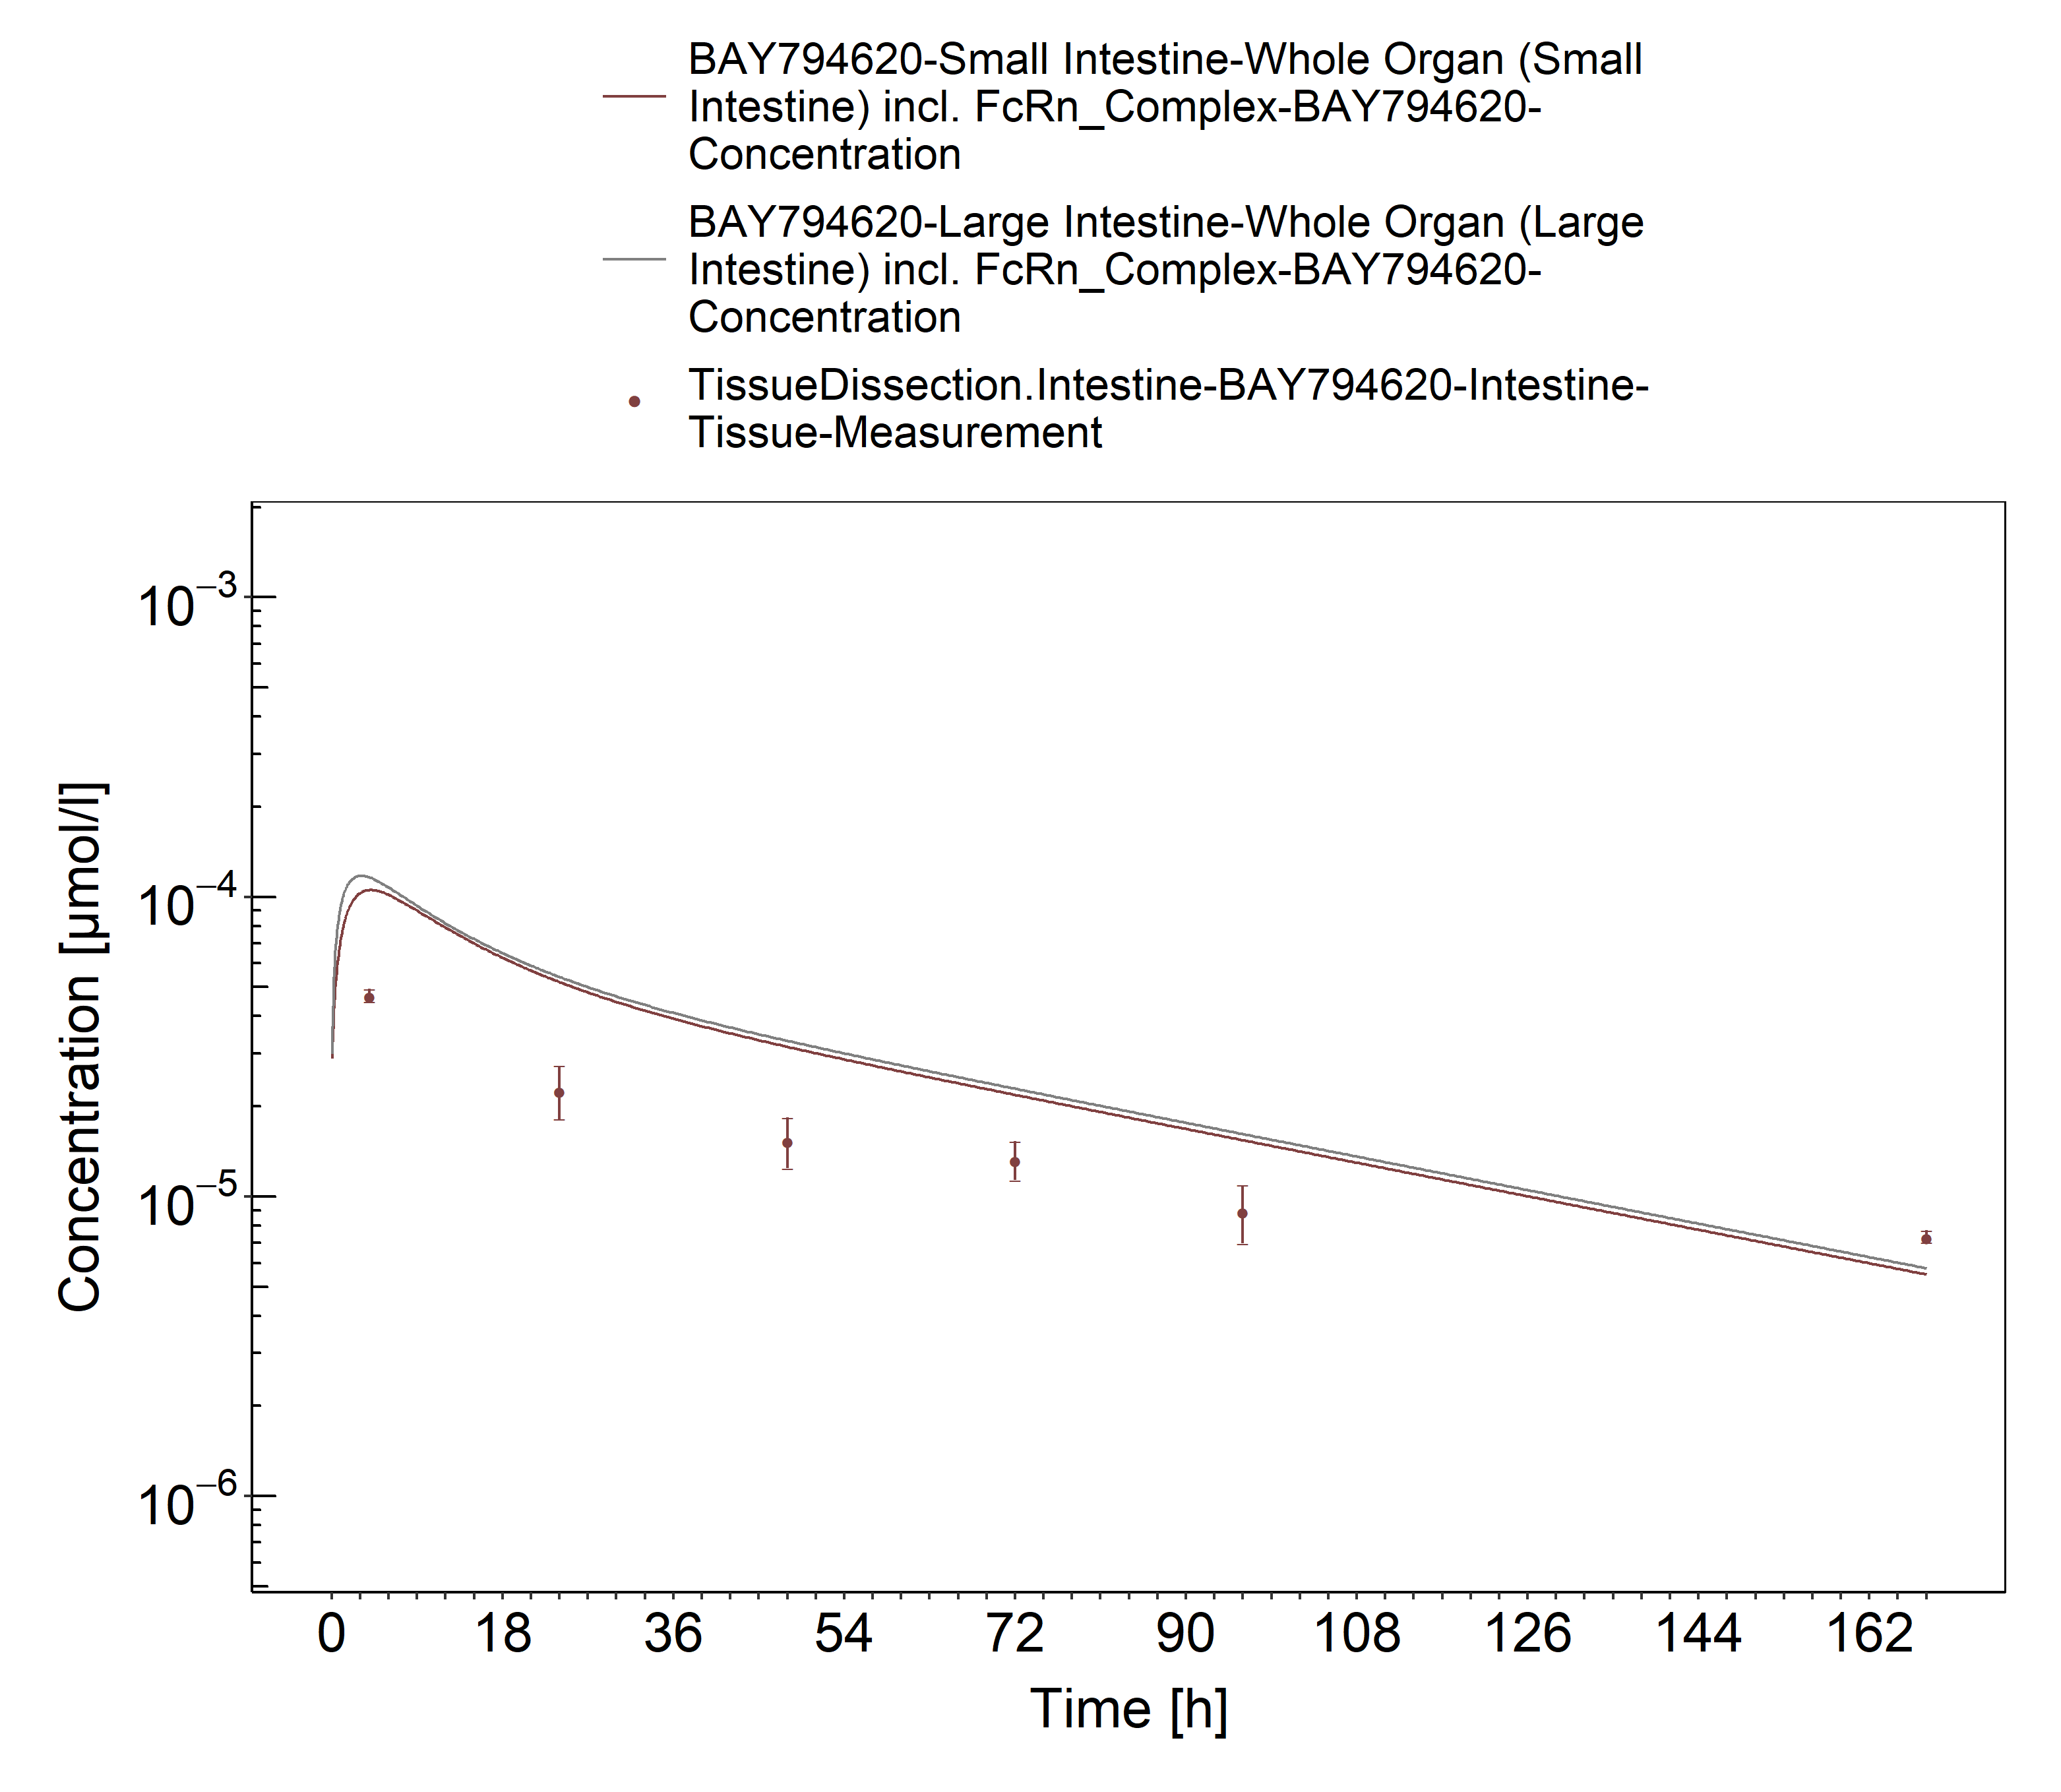 BAY794620-Small Intestine-Whole Organ (Small
Intestine) incl. FcRn_Complex-BAY794620-
Concentration
BAY794620-Large Intestine-Whole Organ (Large
Intestine) incl. FcRn_Complex-BAY794620-
Concentration
TissueDissection.Intestine-BAY794620-Intestine-
Tissue-Measurement
Concentration [µmol/l]
10⁻³
10⁻⁴
10⁻⁵
10⁻⁶
0 18 36 54 72 90 108 126 144 162
Time [h]